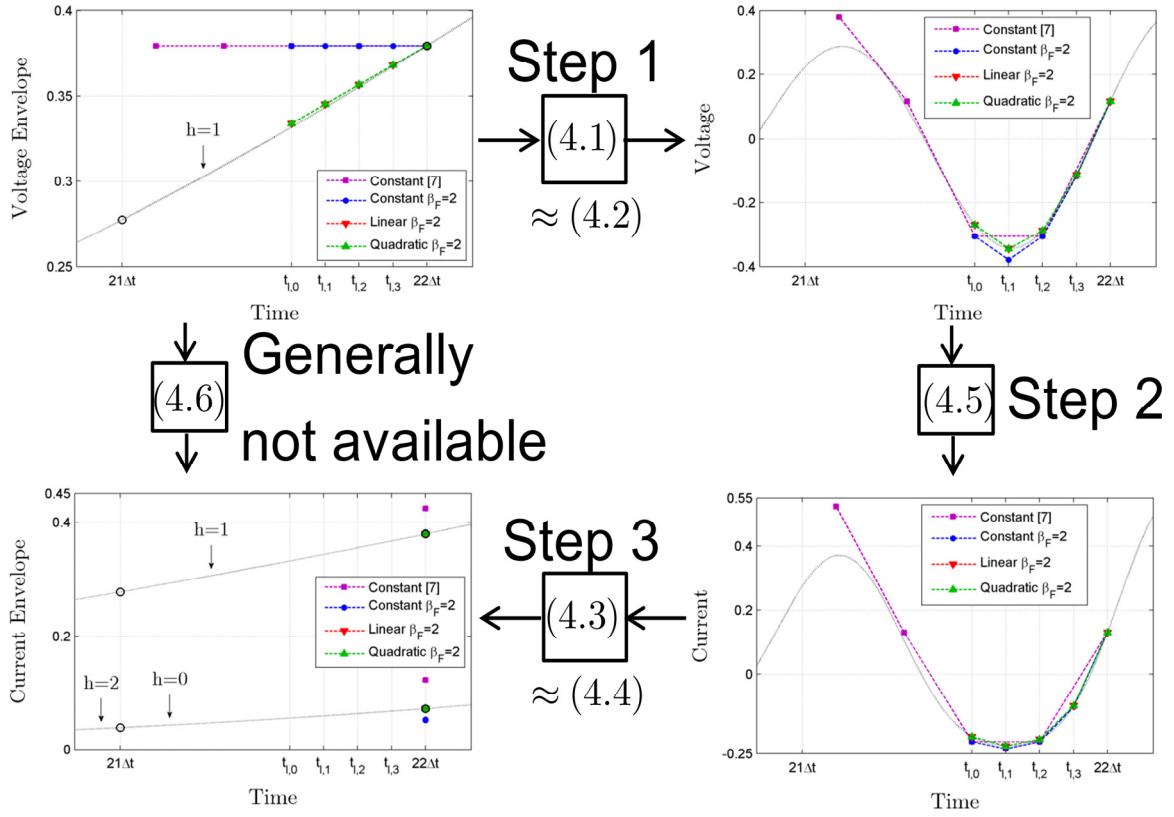 0.4
0.35
0.3
0.25
Voltage Envelope
h=1
Constant [7]
Constant β_F=2
Linear β_F=2
Quadratic β_F=2
21Δt
t_{l,0}
t_{l,1}
t_{l,2}
t_{l,3}
22Δt
Time
Step 1
(4.1)
≈ (4.2)
0.4
0.2
0
-0.2
-0.4
Voltage
Constant [7]
Constant β_F=2
Linear β_F=2
Quadratic β_F=2
21Δt
t_{l,0}
t_{l,1}
t_{l,2}
t_{l,3}
22Δt
Time
(4.6)
Generally
not available
(4.5)
Step 2
0.45
0.4
0.2
0
Current Envelope
h=1
h=2
h=0
Constant [7]
Constant β_F=2
Linear β_F=2
Quadratic β_F=2
21Δt
t_{l,0}
t_{l,1}
t_{l,2}
t_{l,3}
22Δt
Time
Step 3
(4.3)
≈ (4.4)
0.55
0.4
0.2
0
-0.25
Current
Constant [7]
Constant β_F=2
Linear β_F=2
Quadratic β_F=2
21Δt
t_{l,0}
t_{l,1}
t_{l,2}
t_{l,3}
22Δt
Time